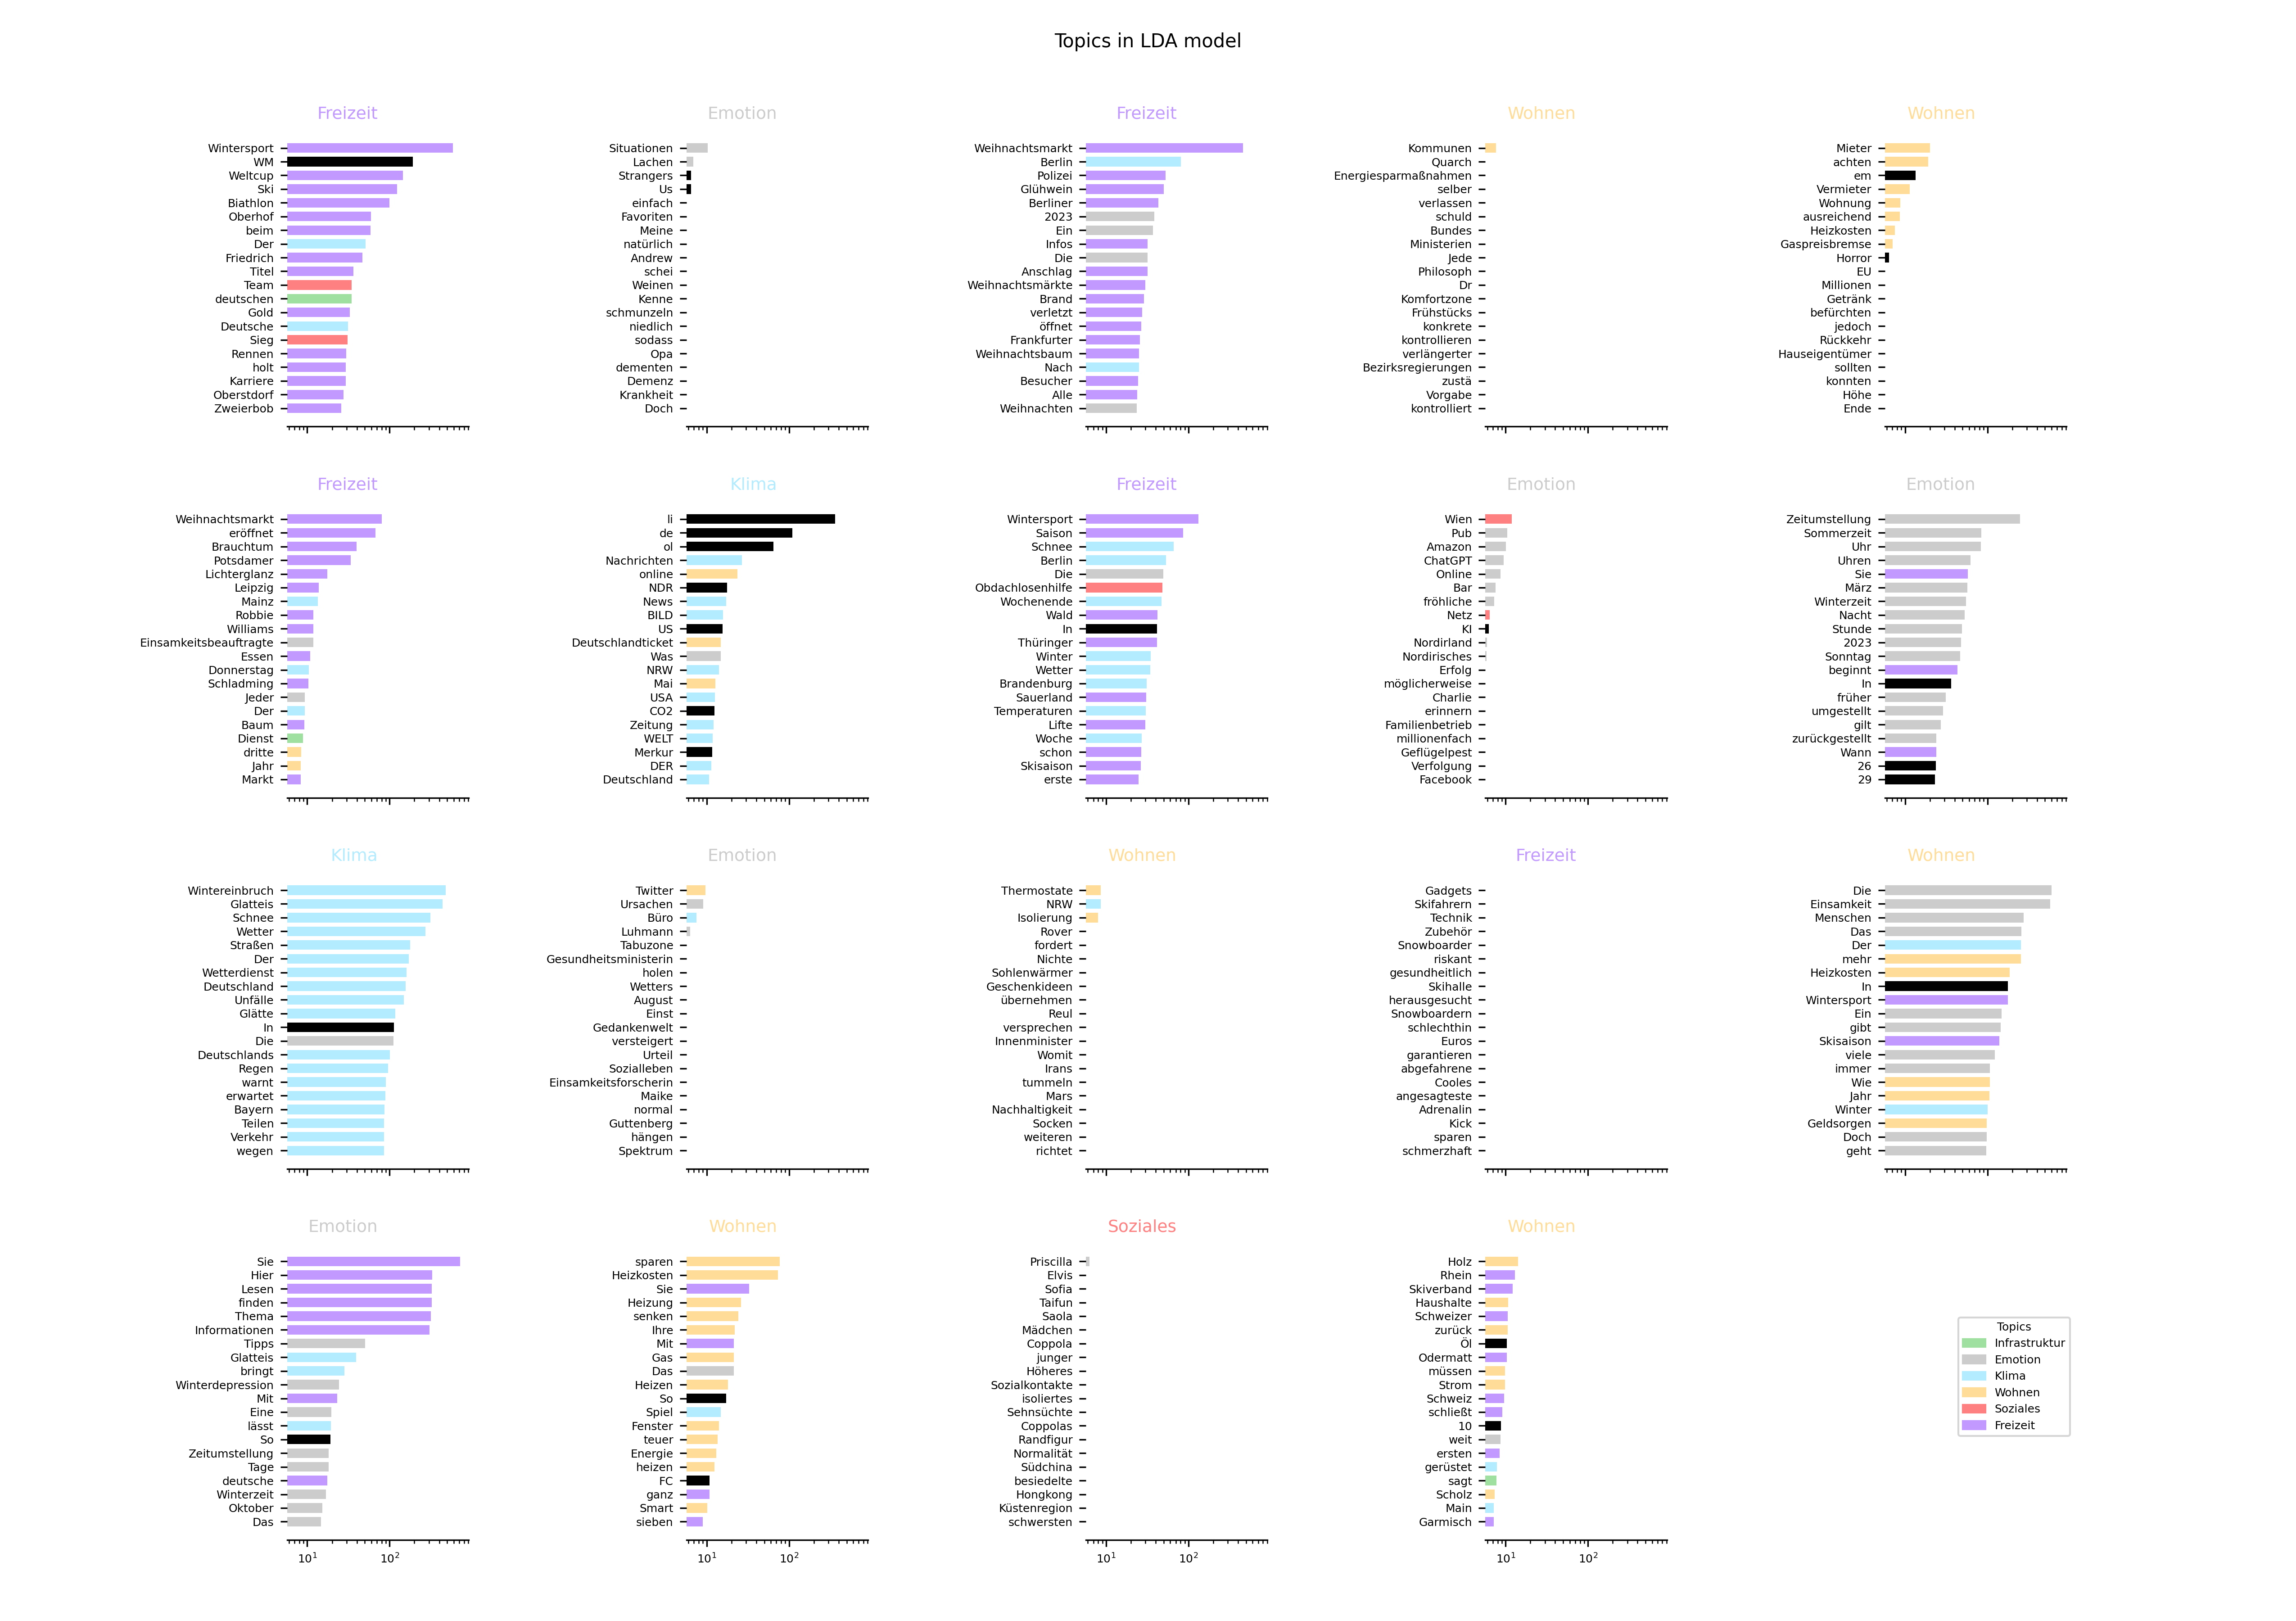 Topics in LDA model
Freizeit
Wintersport
WM
Weltcup
Ski
Biathlon
Oberhof
beim
Der
Friedrich
Titel
Team
deutschen
Gold
Deutsche
Sieg
Rennen
holt
Karriere
Oberstdorf
Zweierbob
Emotion
Situationen
Lachen
Strangers
Us
einfach
Favoriten
Meine
natürlich
Andrew
schei
Weinen
Kenne
schmunzeln
niedlich
sodass
Opa
dementen
Demenz
Krankheit
Doch
Freizeit
Weihnachtsmarkt
Berlin
Polizei
Glühwein
Berliner
2023
Ein
Infos
Die
Anschlag
Weihnachtsmärkte
Brand
verletzt
öffnet
Frankfurter
Weihnachtsbaum
Nach
Besucher
Alle
Weihnachten
Wohnen
Kommunen
Quarch
Energiesparmaßnahmen
selber
verlassen
schuld
Bundes
Ministerien
Jede
Philosoph
Dr
Komfortzone
Frühstücks
konkrete
kontrollieren
verlängerter
Bezirksregierungen
zustä
Vorgabe
kontrolliert
Wohnen
Mieter
achten
em
Vermieter
Wohnung
ausreichend
Heizkosten
Gaspreisbremse
Horror
EU
Millionen
Getränk
befürchten
jedoch
Rückkehr
Hauseigentümer
sollten
konnten
Höhe
Ende
Freizeit
Weihnachtsmarkt
eröffnet
Brauchtum
Potsdamer
Lichterglanz
Leipzig
Mainz
Robbie
Williams
Einsamkeitsbeauftragte
Essen
Donnerstag
Schladming
Jeder
Der
Baum
Dienst
dritte
Jahr
Markt
Klima
li
de
ol
Nachrichten
online
NDR
News
BILD
US
Deutschlandticket
Was
NRW
Mai
USA
CO2
Zeitung
WELT
Merkur
DER
Deutschland
Freizeit
Wintersport
Saison
Schnee
Berlin
Die
Obdachlosenhilfe
Wochenende
Wald
In
Thüringer
Winter
Wetter
Brandenburg
Sauerland
Temperaturen
Lifte
Woche
schon
Skisaison
erste
Emotion
Wien
Pub
Amazon
ChatGPT
Online
Bar
fröhliche
Netz
KI
Nordirland
Nordirisches
Erfolg
möglicherweise
Charlie
erinnern
Familienbetrieb
millionenfach
Geflügelpest
Verfolgung
Facebook
Emotion
Zeitumstellung
Sommerzeit
Uhr
Uhren
Sie
März
Winterzeit
Nacht
Stunde
2023
Sonntag
beginnt
In
früher
umgestellt
gilt
zurückgestellt
Wann
26
29
Klima
Wintereinbruch
Glatteis
Schnee
Wetter
Straßen
Der
Wetterdienst
Deutschland
Unfälle
Glätte
In
Die
Deutschlands
Regen
warnt
erwartet
Bayern
Teilen
Verkehr
wegen
Emotion
Twitter
Ursachen
Büro
Luhmann
Tabuzone
Gesundheitsministerin
holen
Wetters
August
Einst
Gedankenwelt
versteigert
Urteil
Sozialleben
Einsamkeitsforscherin
Maike
normal
Guttenberg
hängen
Spektrum
Wohnen
Thermostate
NRW
Isolierung
Rover
fordert
Nichte
Sohlenwärmer
Geschenkideen
übernehmen
Reul
versprechen
Innenminister
Womit
Irans
tummeln
Mars
Nachhaltigkeit
Socken
weiteren
richtet
Freizeit
Gadgets
Skifahrern
Technik
Zubehör
Snowboarder
riskant
gesundheitlich
Skihalle
herausgesucht
Snowboardern
schlechthin
Euros
garantieren
abgefahrene
Cooles
angesagteste
Adrenalin
Kick
sparen
schmerzhaft
Wohnen
Die
Einsamkeit
Menschen
Das
Der
mehr
Heizkosten
In
Wintersport
Ein
gibt
Skisaison
viele
immer
Wie
Jahr
Winter
Geldsorgen
Doch
geht
Emotion
Sie
Hier
Lesen
finden
Thema
Informationen
Tipps
Glatteis
bringt
Winterdepression
Mit
Eine
lässt
So
Zeitumstellung
Tage
deutsche
Winterzeit
Oktober
Das
10¹ 10²
Wohnen
sparen
Heizkosten
Sie
Heizung
senken
Ihre
Mit
Gas
Das
Heizen
So
Spiel
Fenster
teuer
Energie
heizen
FC
ganz
Smart
sieben
10¹ 10²
Soziales
Priscilla
Elvis
Sofia
Taifun
Saola
Mädchen
Coppola
junger
Höheres
Sozialkontakte
isoliertes
Sehnsüchte
Coppolas
Randfigur
Normalität
Südchina
besiedelte
Hongkong
Küstenregion
schwersten
10¹ 10²
Wohnen
Holz
Rhein
Skiverband
Haushalte
Schweizer
zurück
Öl
Odermatt
müssen
Strom
Schweiz
schließt
10
weit
ersten
gerüstet
sagt
Scholz
Main
Garmisch
10¹ 10²
Topics
Infrastruktur
Emotion
Klima
Wohnen
Soziales
Freizeit